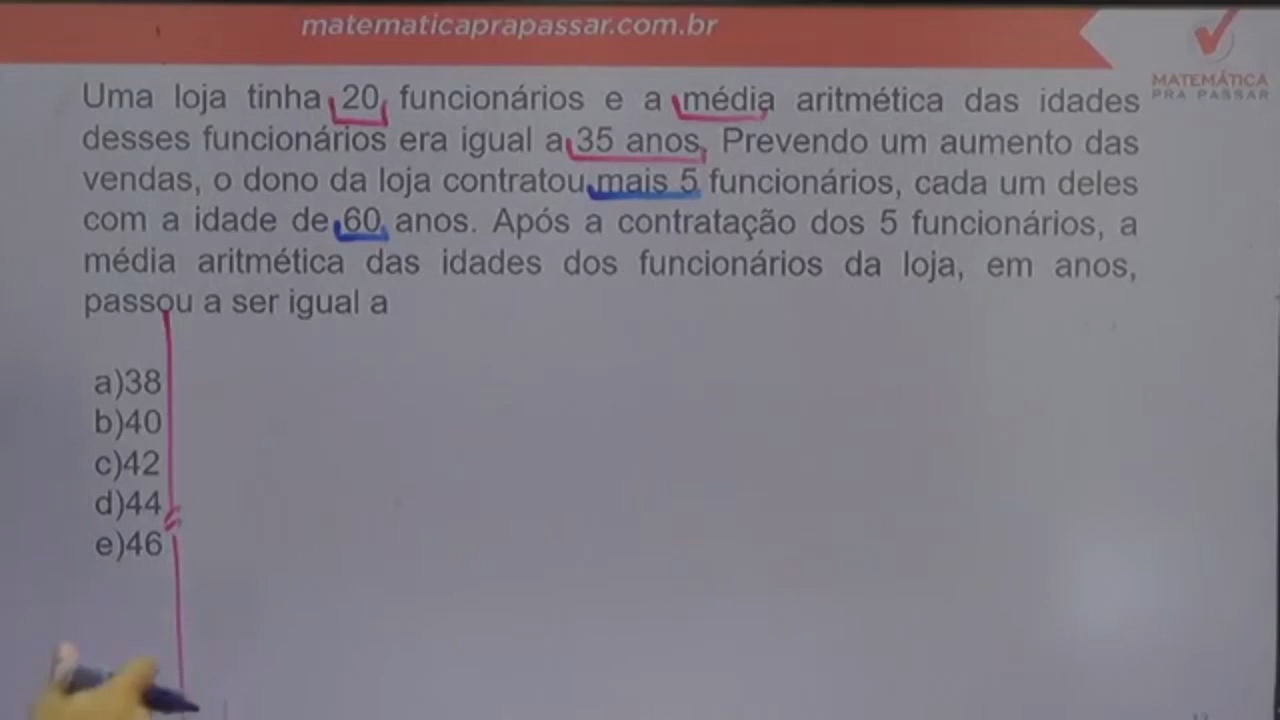 matematicaprapassar.com.br
MATEMÁTICA
PRA PASSAR
Uma loja tinha 20 funcionários e a média aritmética das idades
desses funcionários era igual a 35 anos. Prevendo um aumento das
vendas, o dono da loja contratou mais 5 funcionários, cada um deles
com a idade de 60 anos. Após a contratação dos 5 funcionários, a
média aritmética das idades dos funcionários da loja, em anos,
passou a ser igual a
a)38
b)40
c)42
d)44
e)46